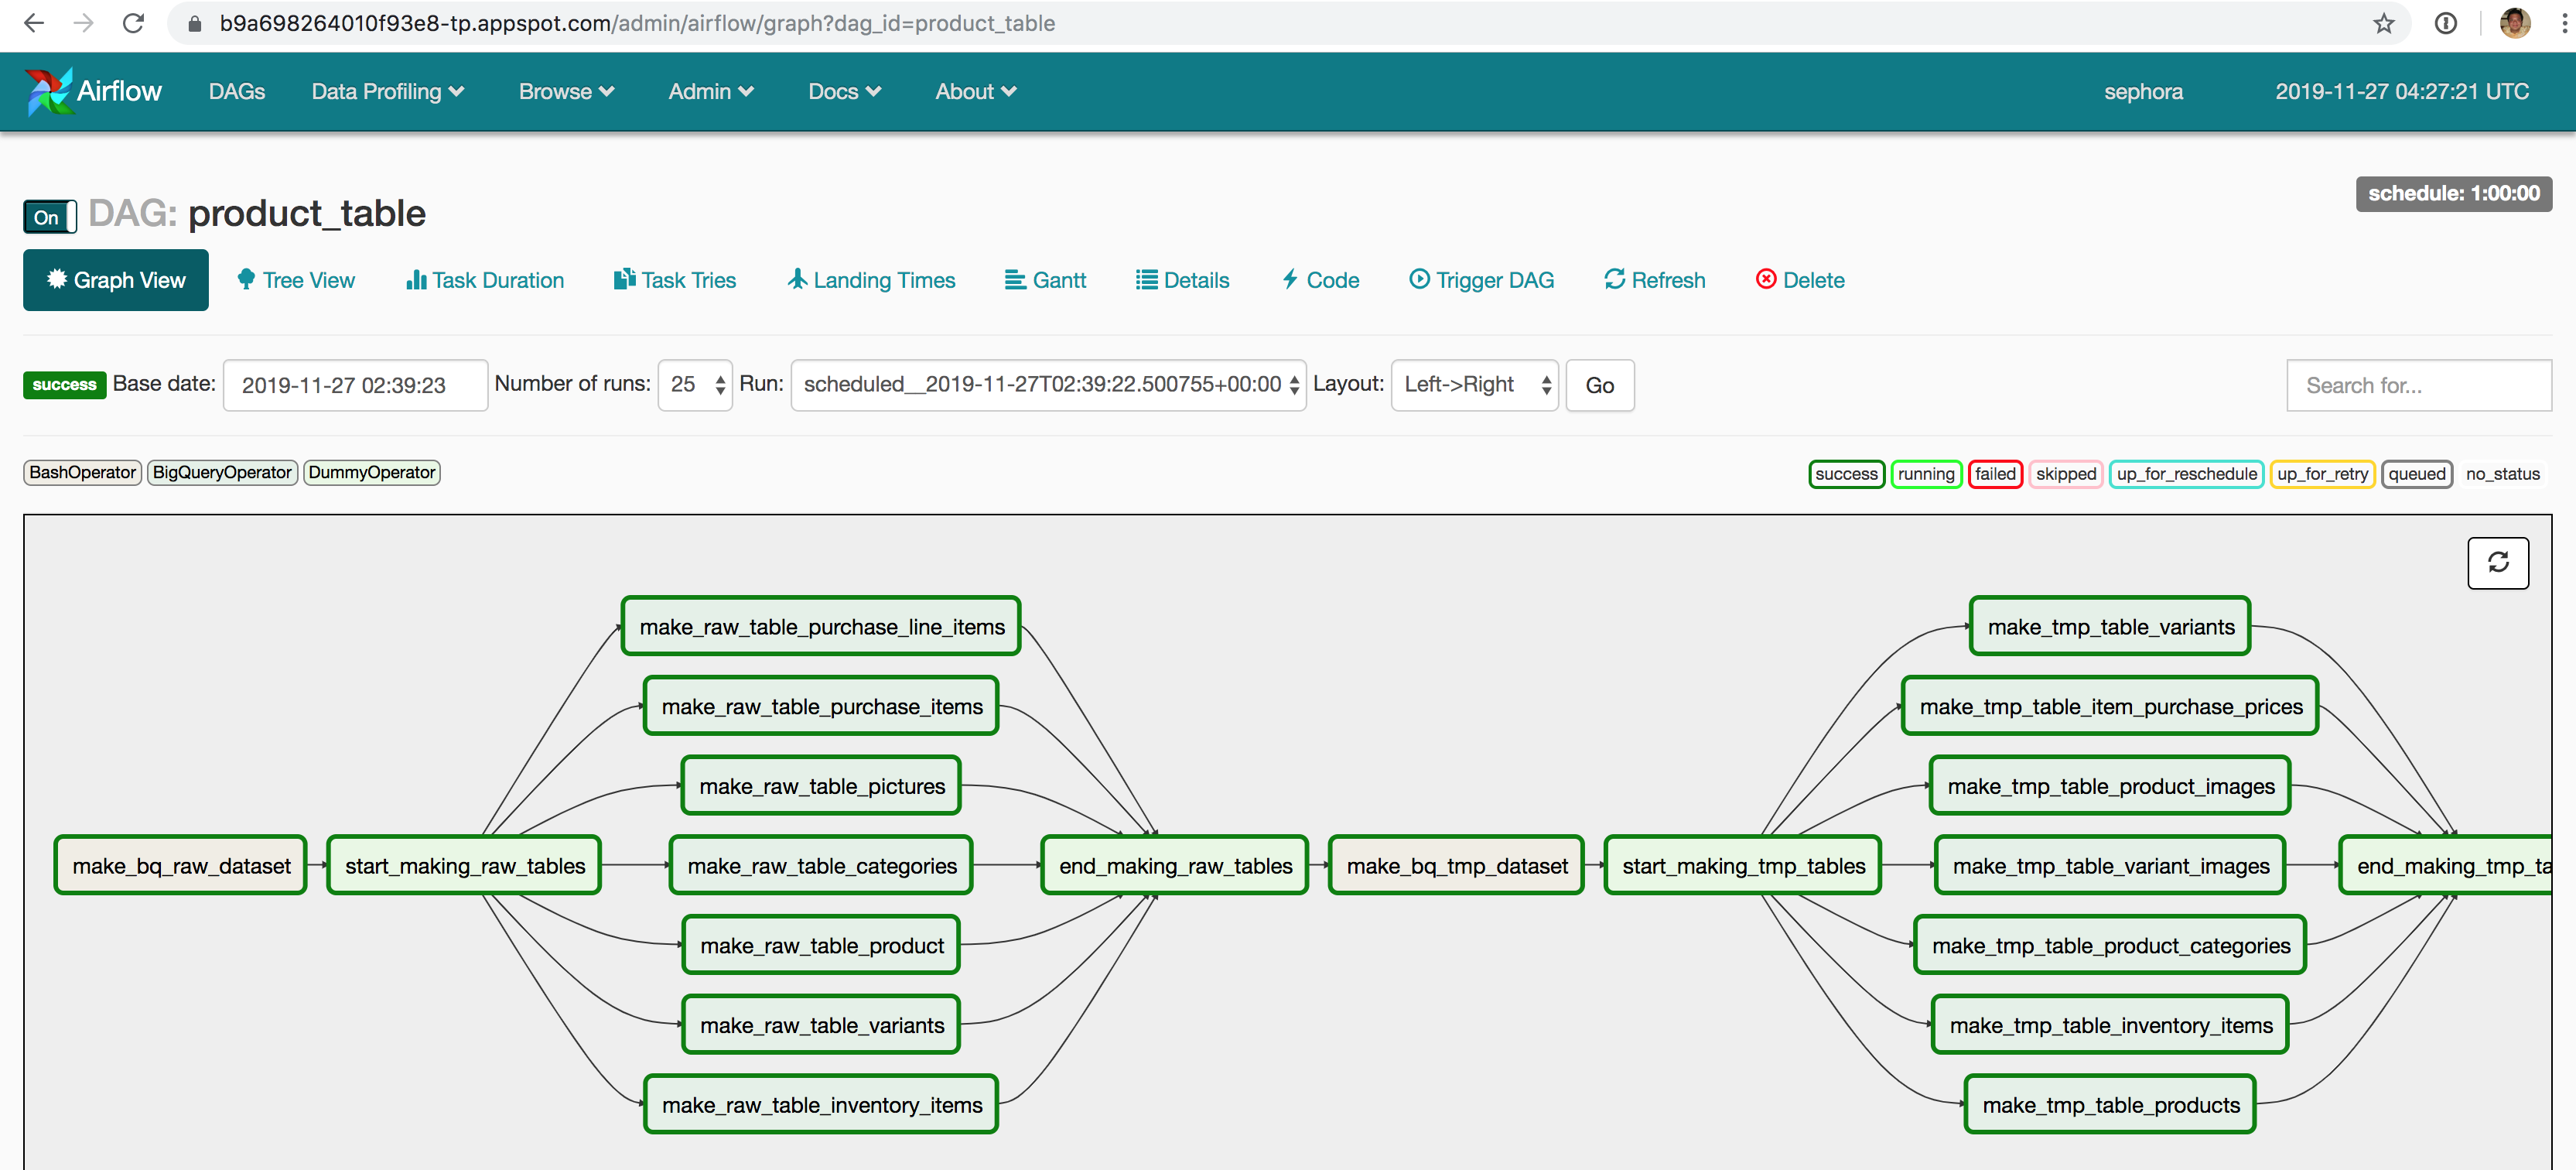 b9a698264010f93e8-tp.appspot.com/admin/airflow/graph?dag_id=product_table
Airflow DAGs Data Profiling Browse Admin Docs About sephora 2019-11-27 04:27:21 UTC
schedule: 1:00:00
On DAG: product_table
Graph View Tree View Task Duration Task Tries Landing Times Gantt Details Code Trigger DAG Refresh Delete
success Base date: 2019-11-27 02:39:23 Number of runs: 25 Run: scheduled__2019-11-27T02:39:22.500755+00:00 Layout: Left->Right Go Search for...
BashOperator BigQueryOperator DummyOperator success running failed skipped up_for_reschedule up_for_retry queued no_status
make_raw_table_purchase_line_items make_tmp_table_variants
make_raw_table_purchase_items make_tmp_table_item_purchase_prices
make_raw_table_pictures make_tmp_table_product_images
make_bq_raw_dataset start_making_raw_tables make_raw_table_categories end_making_raw_tables make_bq_tmp_dataset start_making_tmp_tables make_tmp_table_variant_images end_making_tmp_ta
make_raw_table_product make_tmp_table_product_categories
make_raw_table_variants make_tmp_table_inventory_items
make_raw_table_inventory_items make_tmp_table_products